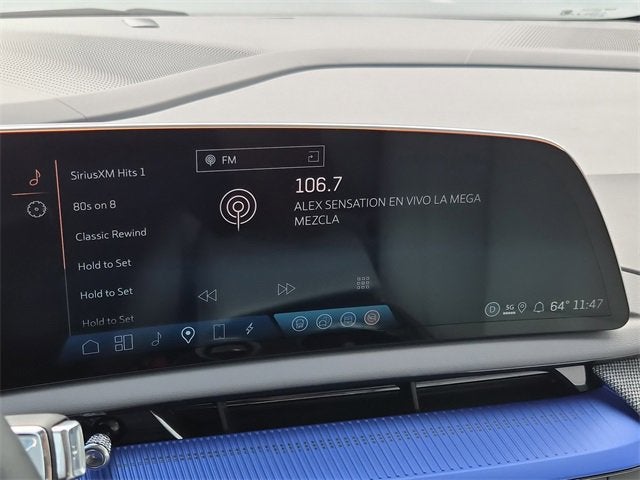 FM
SiriusXM Hits 1
80s on 8
Classic Rewind
Hold to Set
Hold to Set
Hold to Set
106.7
ALEX SENSATION EN VIVO LA MEGA
MEZCLA
D 5G 64° 11:47